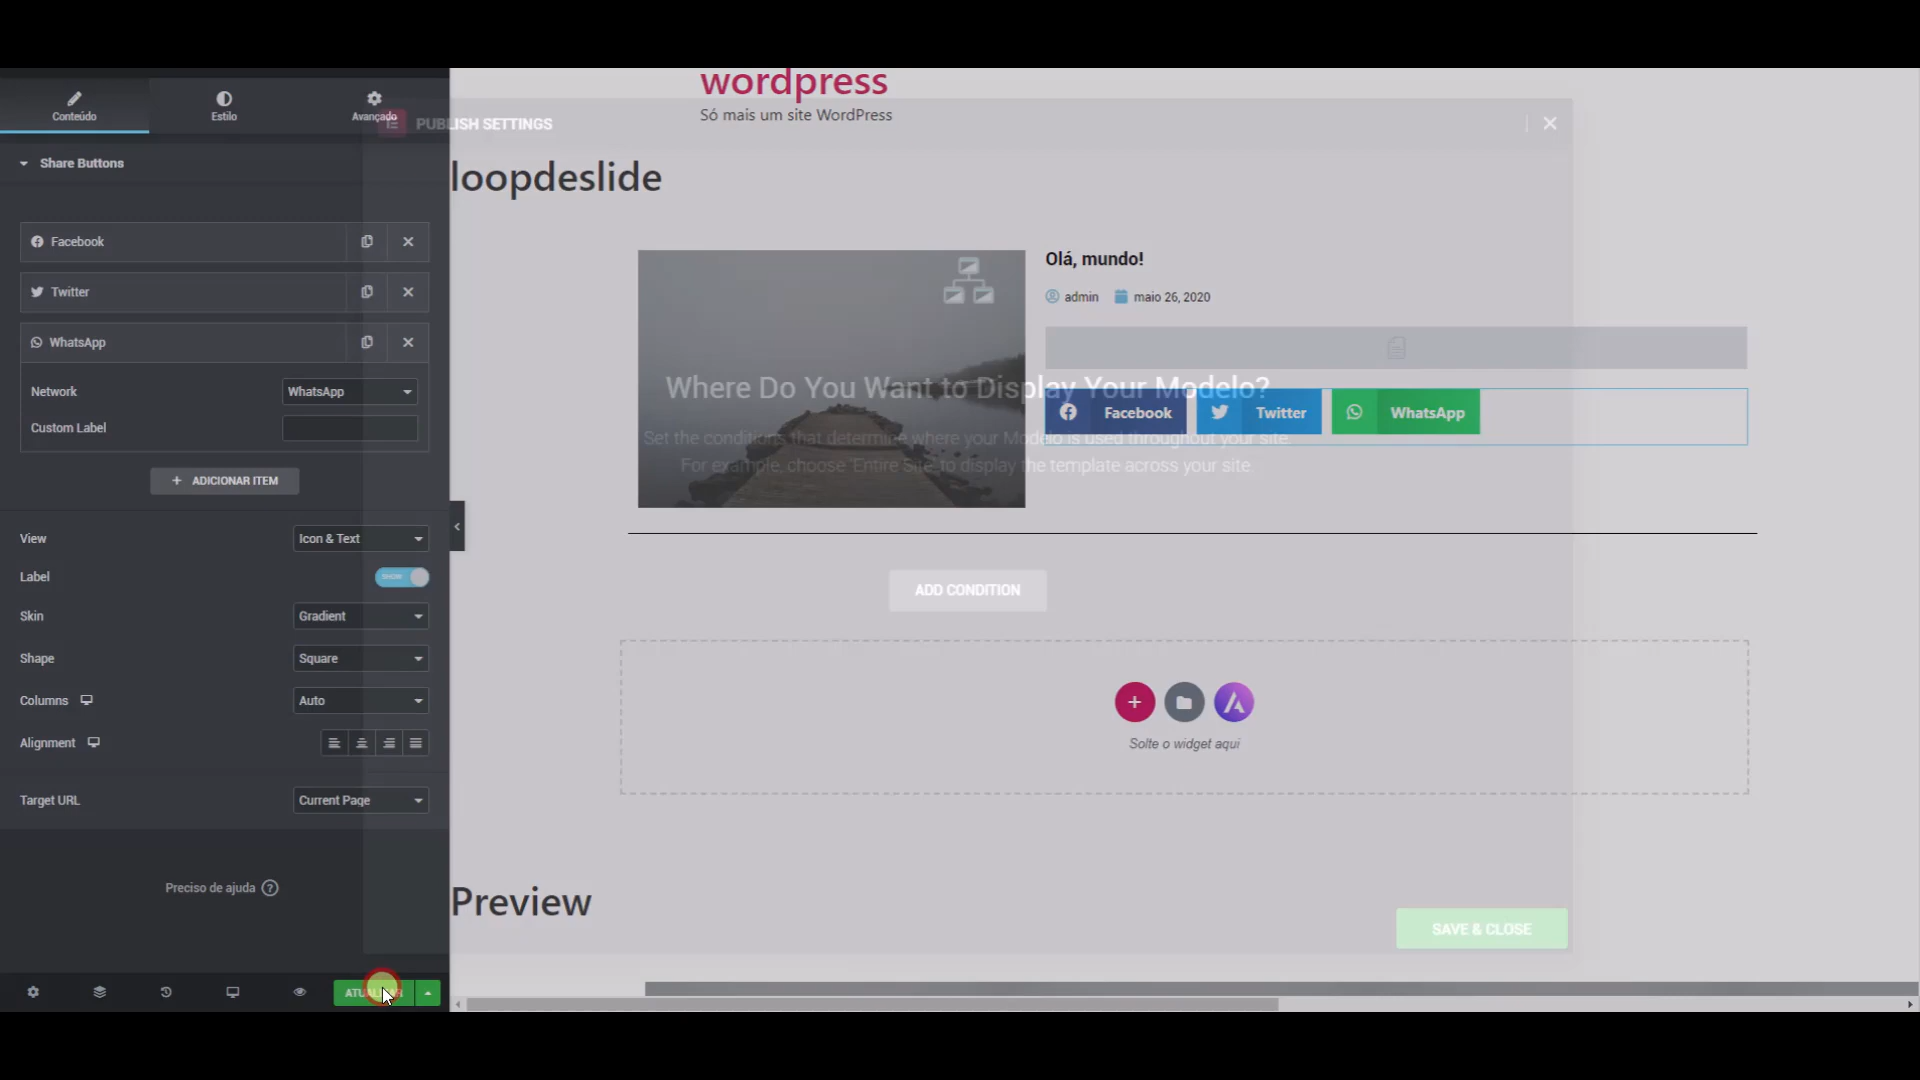 Conteúdo
Estilo
Avançado
Share Buttons
Facebook
Twitter
WhatsApp
Network
WhatsApp
Custom Label
ADICIONAR ITEM
View
Icon & Text
Label
SHOW
Skin
Gradient
Shape
Square
Columns
Auto
Alignment
Target URL
Current Page
Preciso de ajuda
wordpress
Só mais um site WordPress
PUBLISH SETTINGS
loopdeslide
Olá, mundo!
admin
maio 26, 2020
Where Do You Want to Display Your Modelo?
Facebook
Twitter
WhatsApp
Set the conditions that determine where your Modelo is used throughout your site.
For example, choose 'Entire Site' to display the template across your site.
ADD CONDITION
Solte o widget aqui
Preview
SAVE & CLOSE